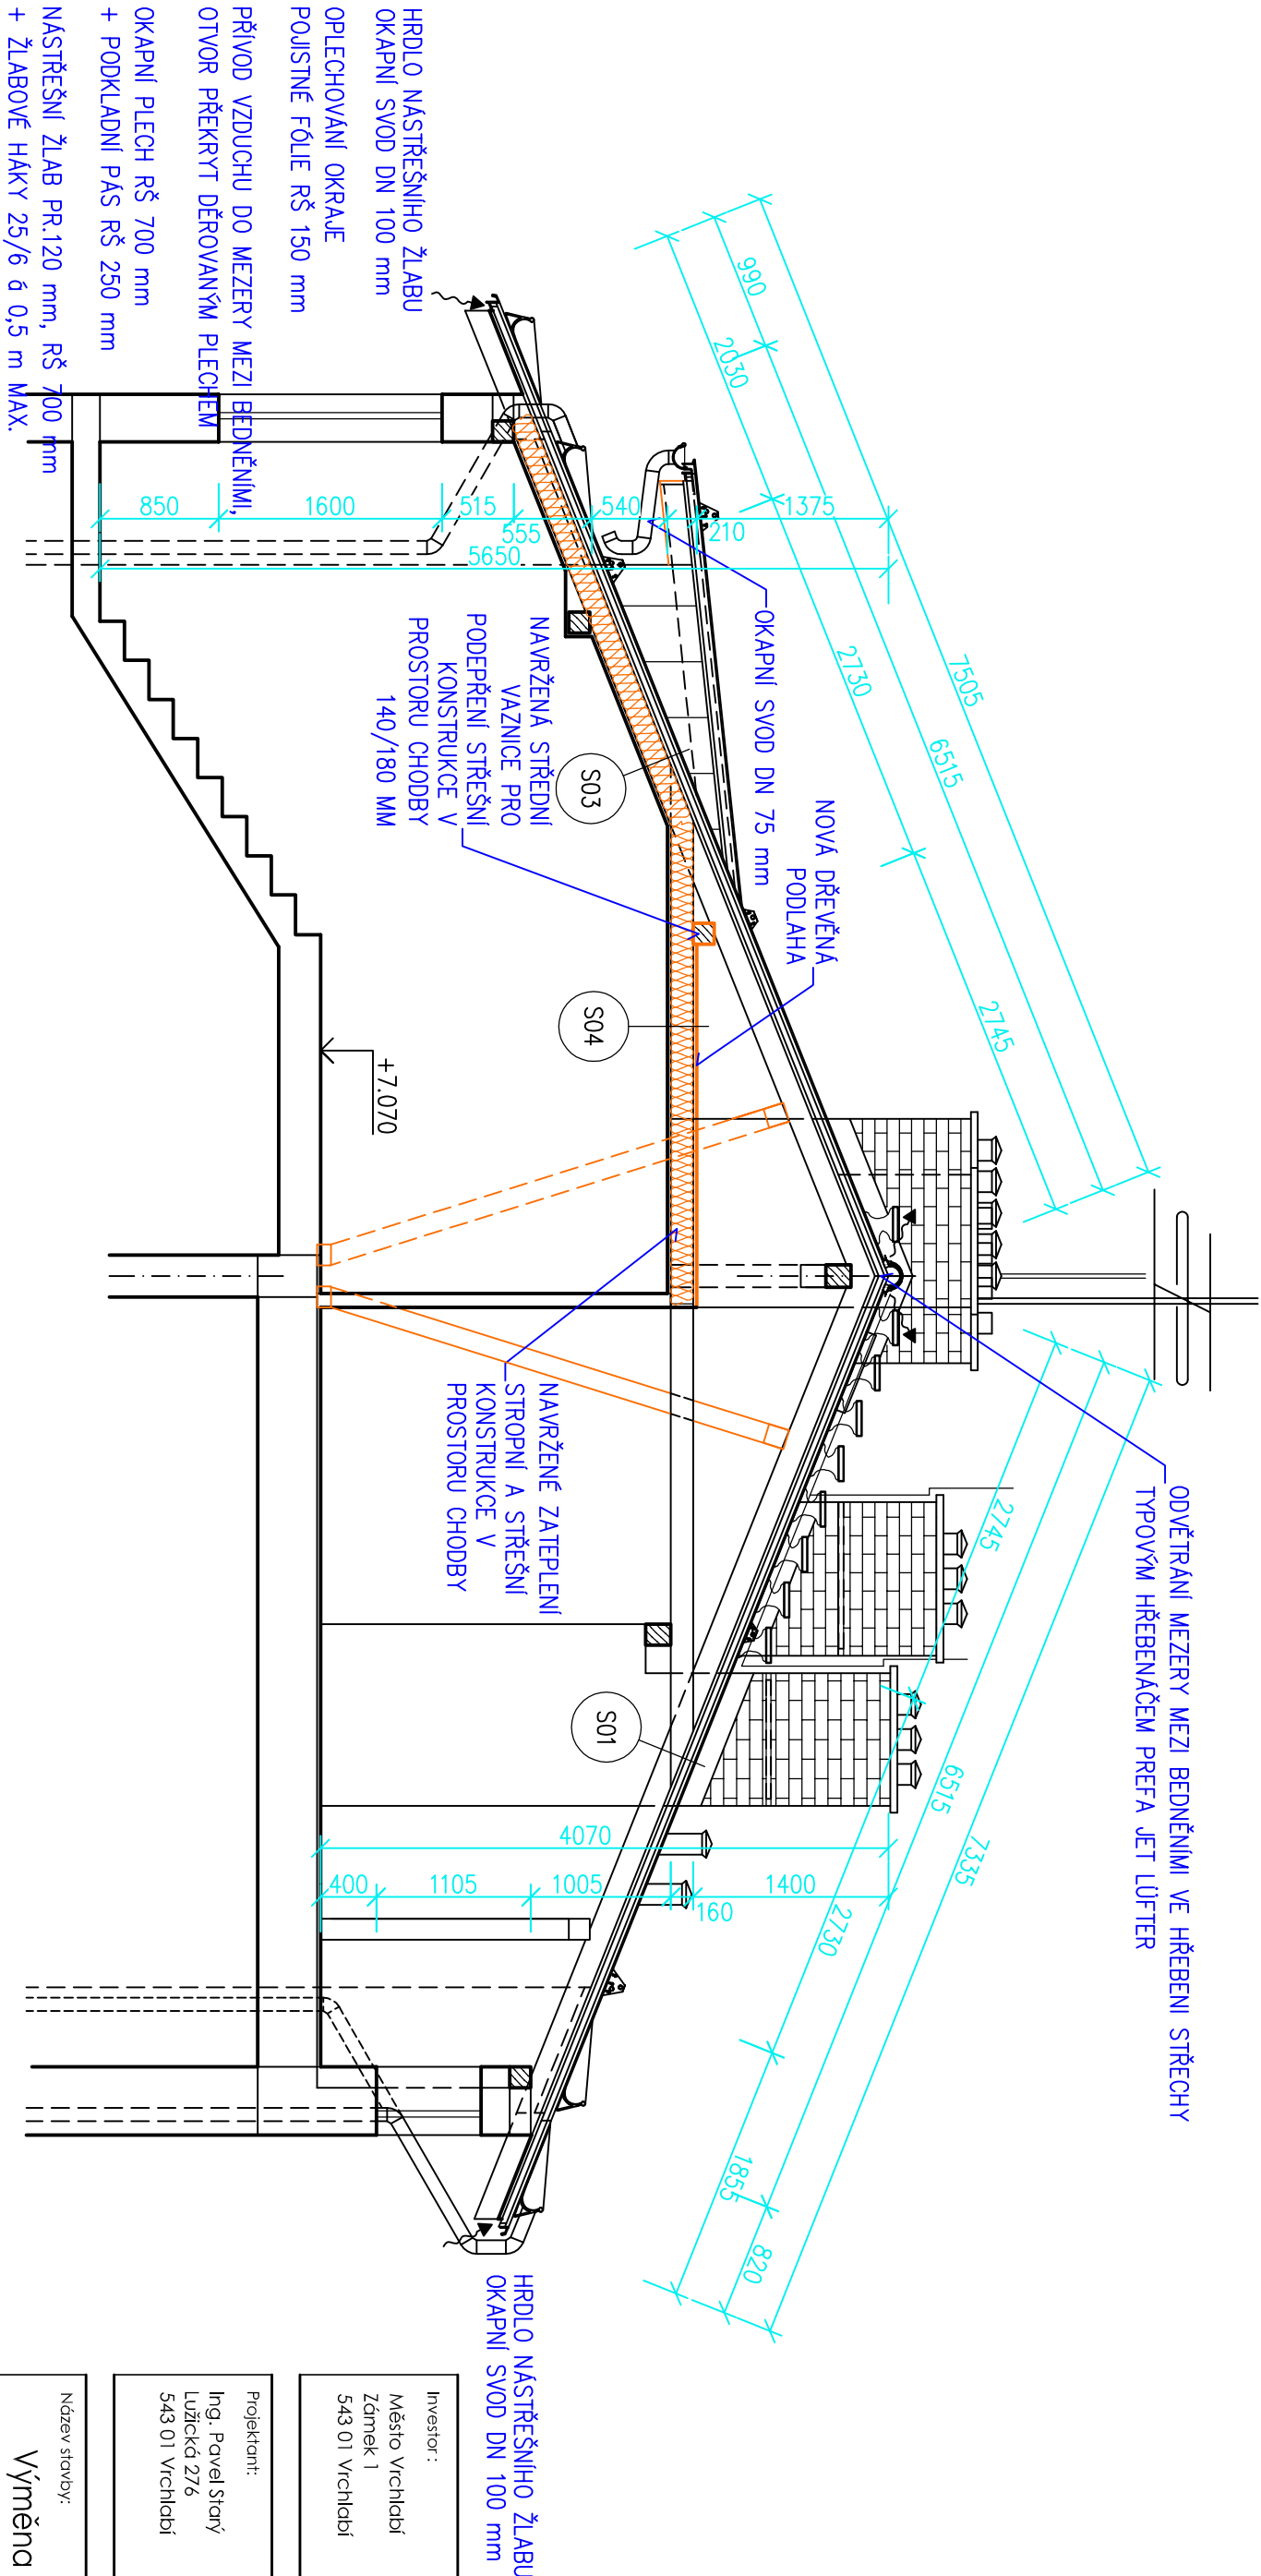 HRDLO NÁSTŘEŠNÍHO ŽLABU
OKAPNÍ SVOD DN 100 mm
OPLECHOVÁNÍ OKRAJE
POJISTNÉ FÓLIE RŠ 150 mm
PŘÍVOD VZDUCHU DO MEZERY MEZI BEDNĚNÍMI,
OTVOR PŘEKRYT DĚROVANÝM PLECHEM
OKAPNÍ PLECH RŠ 700 mm
+ PODKLADNÍ PÁS RŠ 250 mm
NÁSTŘEŠNÍ ŽLAB PR.120 mm, RŠ 700 mm
+ ŽLABOVÉ HÁKY 25/6 á 0,5 m MAX.
990
2030
7505
6515
2730
2745
850
1600
515
555
540
210
1375
5650
OKAPNÍ SVOD DN 75 mm
NOVÁ DŘEVĚNÁ
PODLAHA
NAVRŽENÁ STŘEDNÍ
VAZNICE PRO
PODEPŘENÍ STŘEŠNÍ
KONSTRUKCE V
PROSTORU CHODBY
140/180 MM
S03
S04
+7.070
ODVĚTRÁNÍ MEZERY MEZI BEDNĚNÍMI VE HŘEBENI STŘECHY
TYPOVÝM HŘEBENÁČEM PREFA JET LÜFTER
NAVRŽENÉ ZATEPLENÍ
STROPNÍ A STŘEŠNÍ
KONSTRUKCE V
PROSTORU CHODBY
S01
2745
6515
7335
2730
1855
820
4070
400
1105
1005
160
1400
HRDLO NÁSTŘEŠNÍHO ŽLABU
OKAPNÍ SVOD DN 100 mm
Investor:
Město Vrchlabí
Zámek 1
543 01 Vrchlabí
Projektant:
Ing. Pavel Starý
Lužická 276
543 01 Vrchlabí
Název stavby:
Výměna